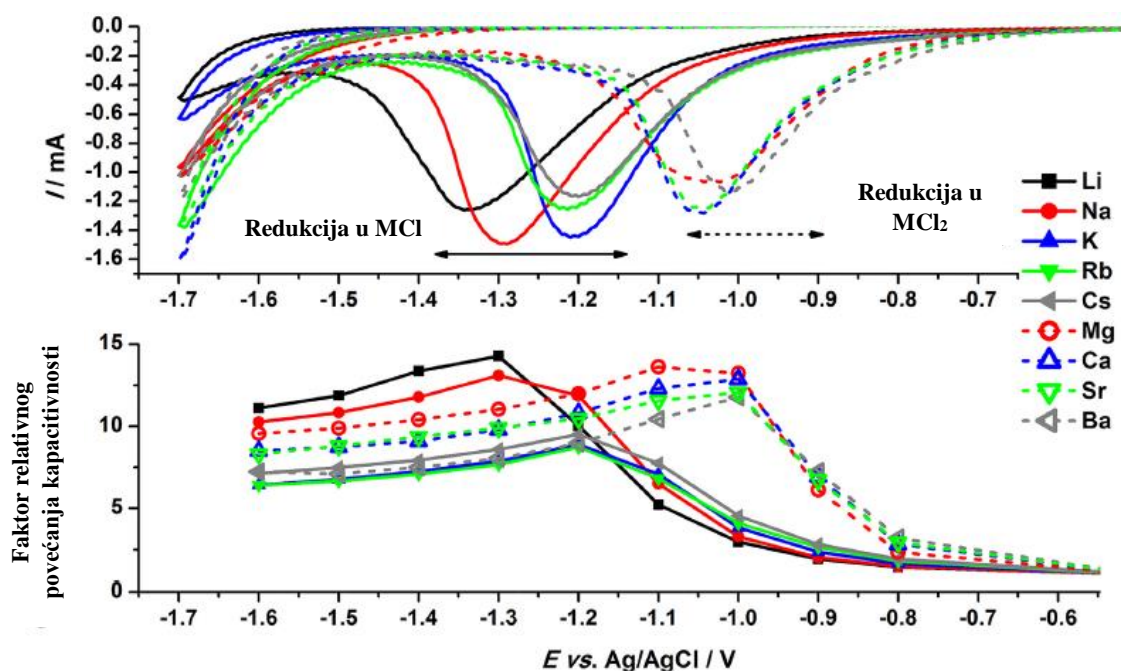 0.0
-0.2
-0.4
-0.6
-0.8
-1.0
-1.2
-1.4
-1.6
I / mA
Redukcija u MCl
Redukcija u
MCl₂
-1.7 -1.6 -1.5 -1.4 -1.3 -1.2 -1.1 -1.0 -0.9 -0.8 -0.7
Li
Na
K
Rb
Cs
Mg
Ca
Sr
Ba
15
10
5
0
Faktor relativnog
povećanja kapacitivnosti
-1.7 -1.6 -1.5 -1.4 -1.3 -1.2 -1.1 -1.0 -0.9 -0.8 -0.7 -0.6
E vs. Ag/AgCl / V